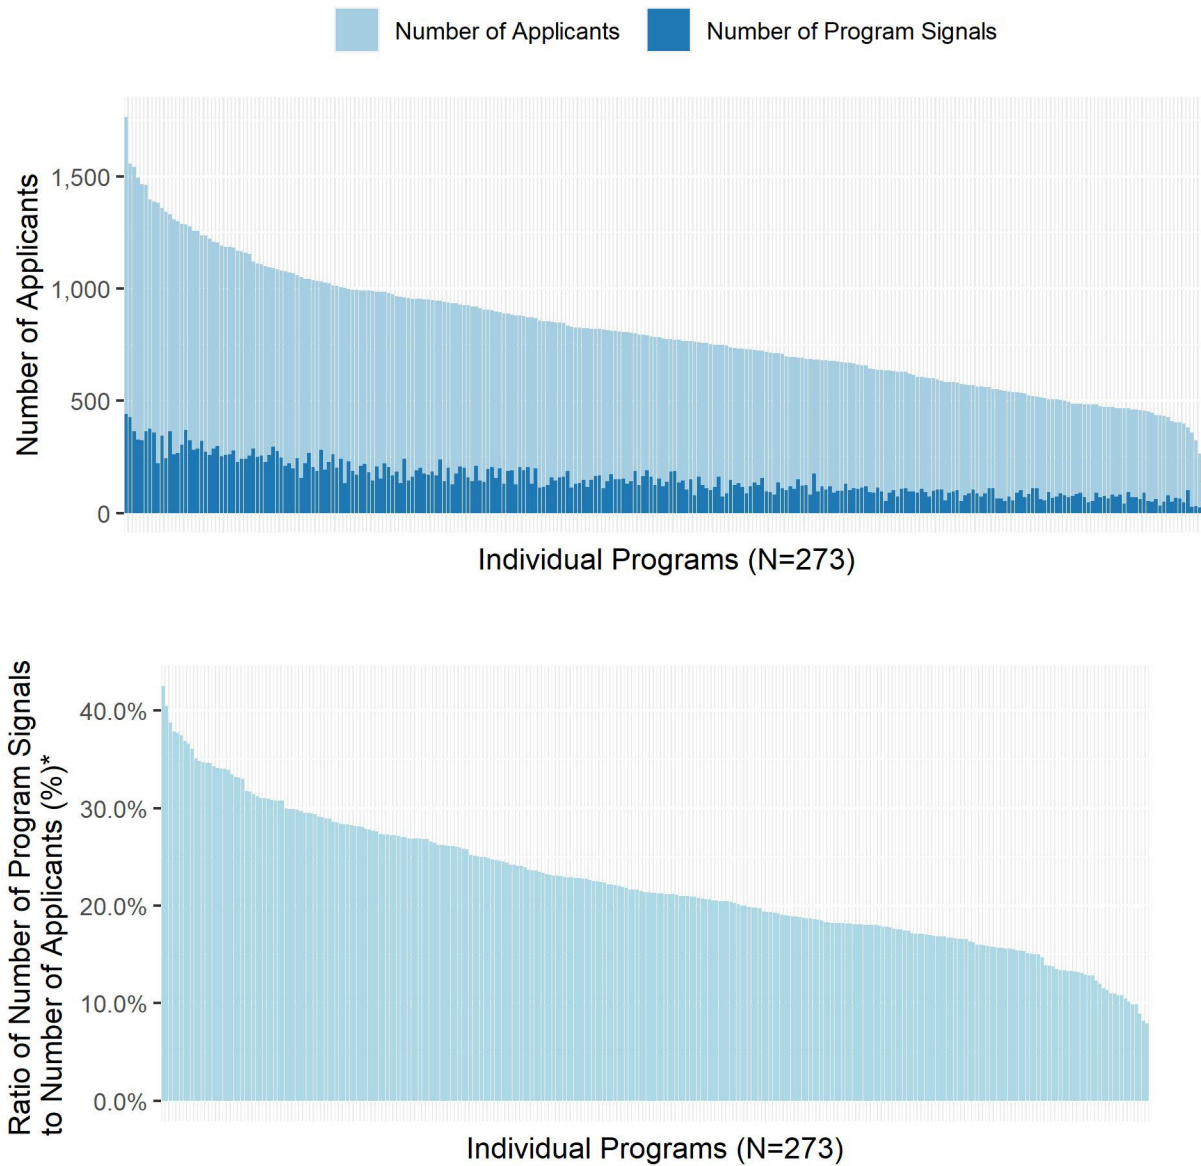 Number of Applicants
Number of Program Signals
Number of Applicants
1,500
1,000
500
0
Individual Programs (N=273)
Ratio of Number of Program Signals
to Number of Applicants (%)*
40.0%
30.0%
20.0%
10.0%
0.0%
Individual Programs (N=273)